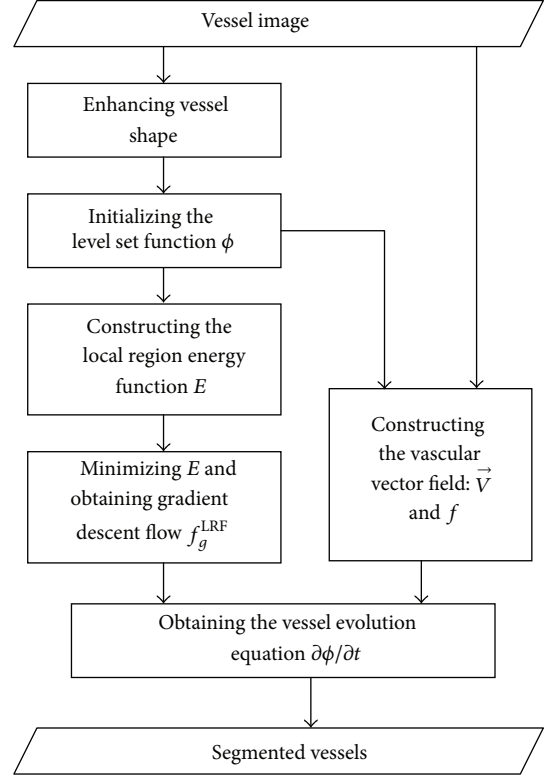 Vessel image
Enhancing vessel
shape
Initializing the
level set function ϕ
Constructing the
local region energy
function E
Minimizing E and
obtaining gradient
descent flow f_g^LRF
Constructing
the vascular
vector field: V⃗
and f
Obtaining the vessel evolution
equation ∂ϕ/∂t
Segmented vessels